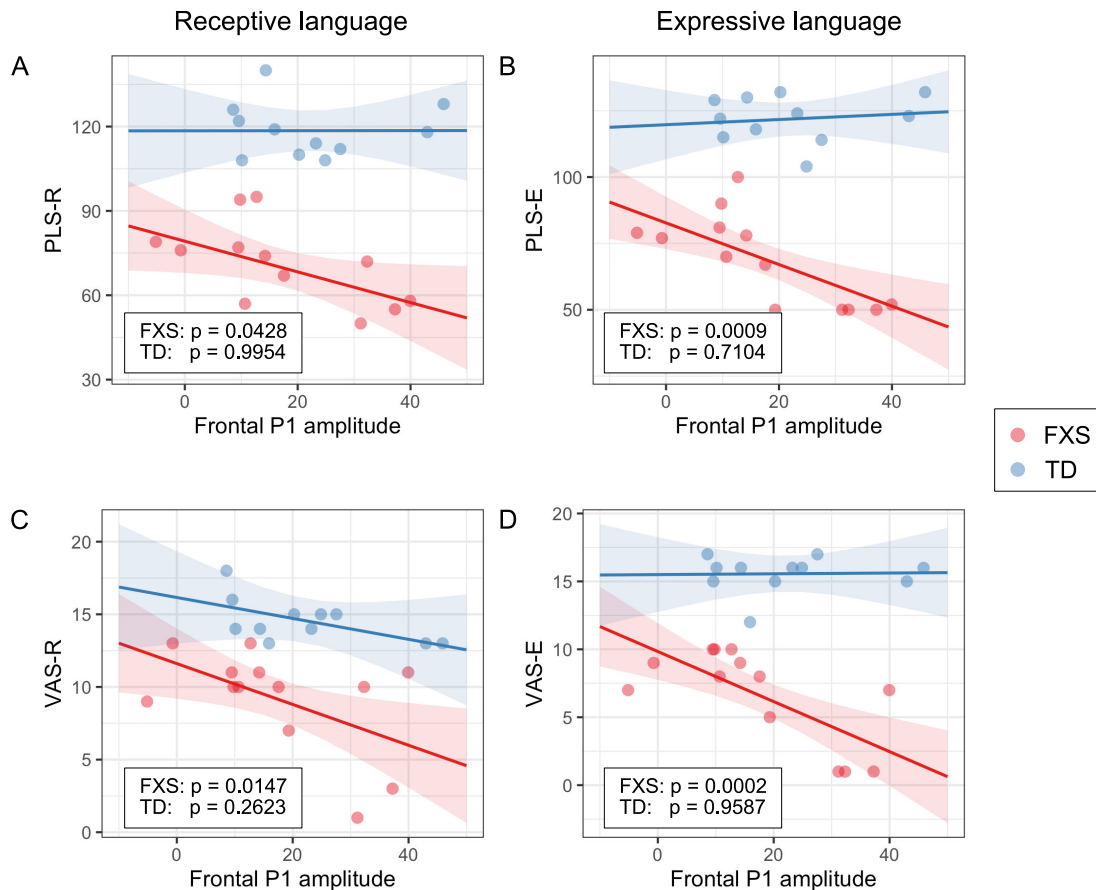 Receptive language
Expressive language
A
B
PLS-R
120
90
60
30
FXS: p = 0.0428
TD: p = 0.9954
0 20 40
Frontal P1 amplitude
PLS-E
100
50
FXS: p = 0.0009
TD: p = 0.7104
0 20 40
Frontal P1 amplitude
FXS
TD
C
D
VAS-R
20
15
10
5
0
FXS: p = 0.0147
TD: p = 0.2623
0 20 40
Frontal P1 amplitude
VAS-E
20
15
10
5
0
FXS: p = 0.0002
TD: p = 0.9587
0 20 40
Frontal P1 amplitude